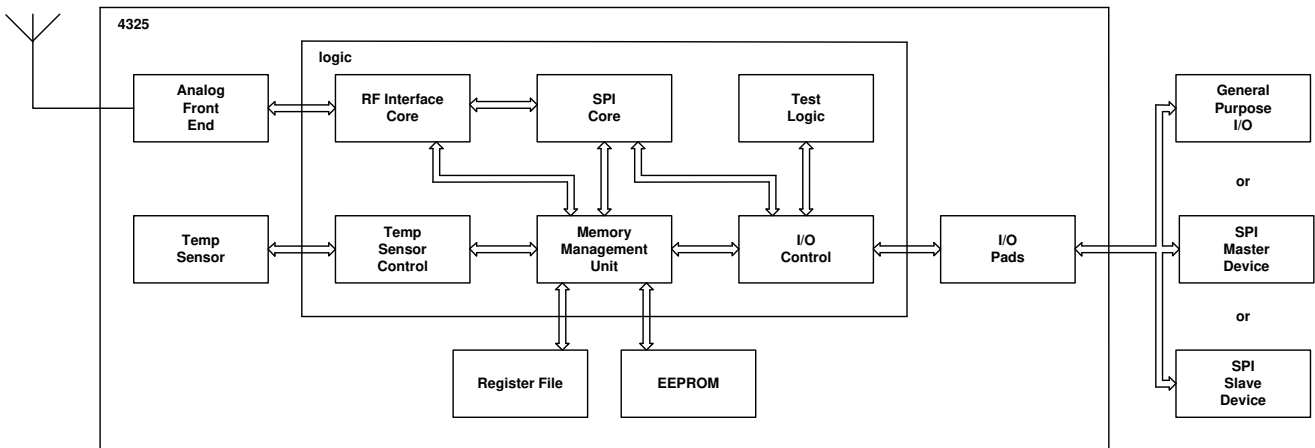 4325
logic
Analog
Front
End
RF Interface
Core
SPI
Core
Test
Logic
General
Purpose
I/O
or
Temp
Sensor
Temp
Sensor
Control
Memory
Management
Unit
I/O
Control
I/O
Pads
SPI
Master
Device
or
Register File
EEPROM
SPI
Slave
Device